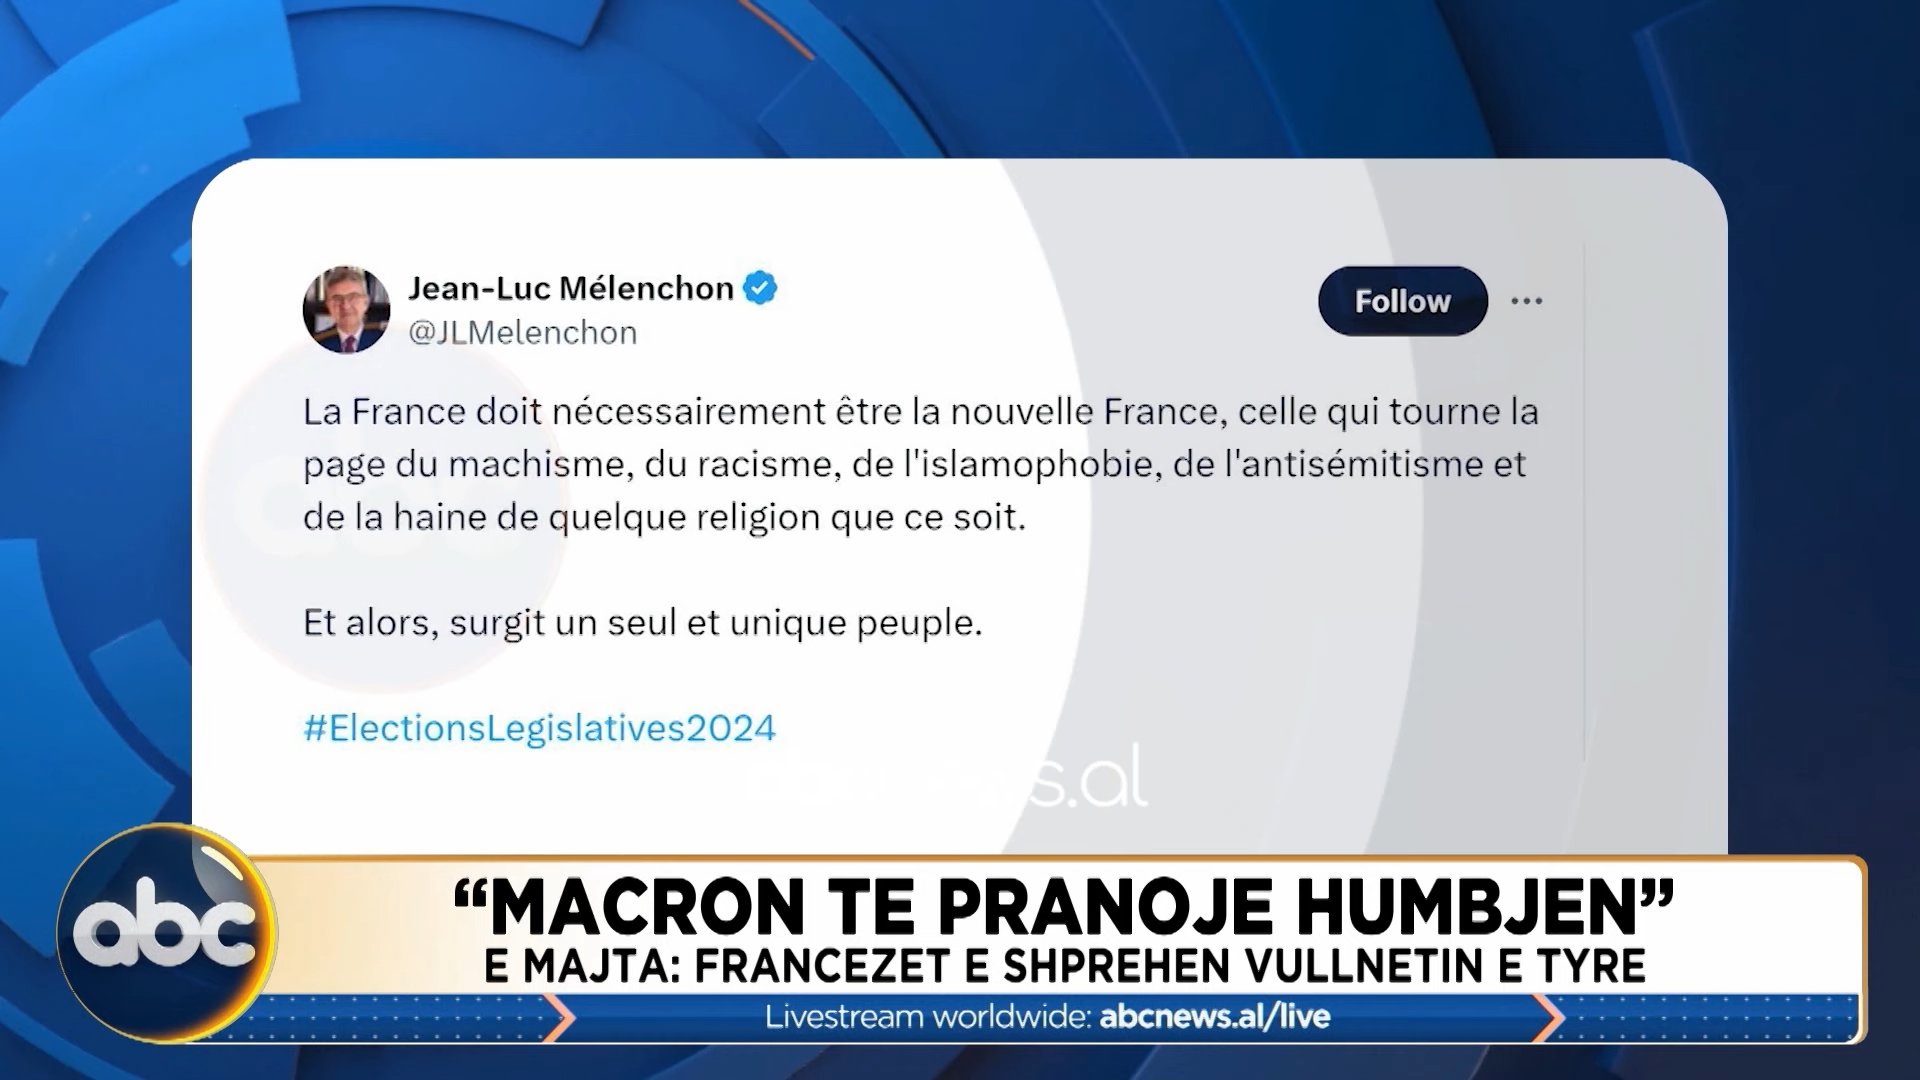 Jean-Luc Mélenchon
@JLMelenchon
Follow
La France doit nécessairement être la nouvelle France, celle qui tourne la
page du machisme, du racisme, de l'islamophobie, de l'antisémitisme et
de la haine de quelque religion que ce soit.
Et alors, surgit un seul et unique peuple.
#ElectionsLegislatives2024
s.al
abc
“MACRON TE PRANOJE HUMBJEN”
E MAJTA: FRANCEZET E SHPREHEN VULLNETIN E TYRE
Livestream worldwide: abcnews.al/live